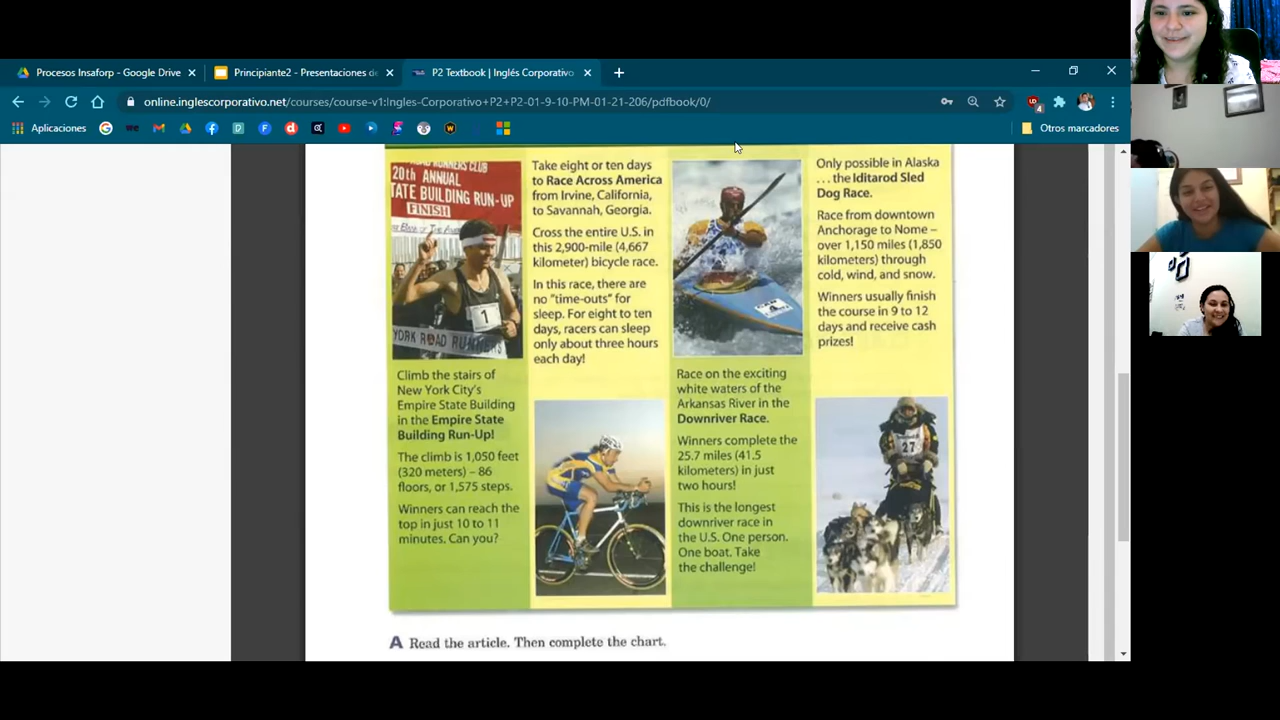 Procesos Insaforp - Google Drive
Principiante2 - Presentaciones de
P2 Textbook | Inglés Corporativo
online.inglescorporativo.net/courses/course-v1:Ingles-Corporativo+P2+P2-01-9-10-PM-01-21-206/pdfbook/0/
4
Aplicaciones
Otros marcadores
ROAD RUNNERS CLUB
20th ANNUAL
TATE BUILDING RUN-UP
FINISH
1
YORK ROAD RUNNERS
Climb the stairs of
New York City's
Empire State Building
in the Empire State
Building Run-Up!
The climb is 1,050 feet
(320 meters) – 86
floors, or 1,575 steps.
Winners can reach the
top in just 10 to 11
minutes. Can you?
Take eight or ten days
to Race Across America
from Irvine, California,
to Savannah, Georgia.
Cross the entire U.S. in
this 2,900-mile (4,667
kilometer) bicycle race.
In this race, there are
no "time-outs" for
sleep. For eight to ten
days, racers can sleep
only about three hours
each day!
Race on the exciting
white waters of the
Arkansas River in the
Downriver Race.
Winners complete the
25.7 miles (41.5
kilometers) in just
two hours!
This is the longest
downriver race in
the U.S. One person.
One boat. Take
the challenge!
Only possible in Alaska
. . . the Iditarod Sled
Dog Race.
Race from downtown
Anchorage to Nome –
over 1,150 miles (1,850
kilometers) through
cold, wind, and snow.
Winners usually finish
the course in 9 to 12
days and receive cash
prizes!
27
A Read the article. Then complete the chart.